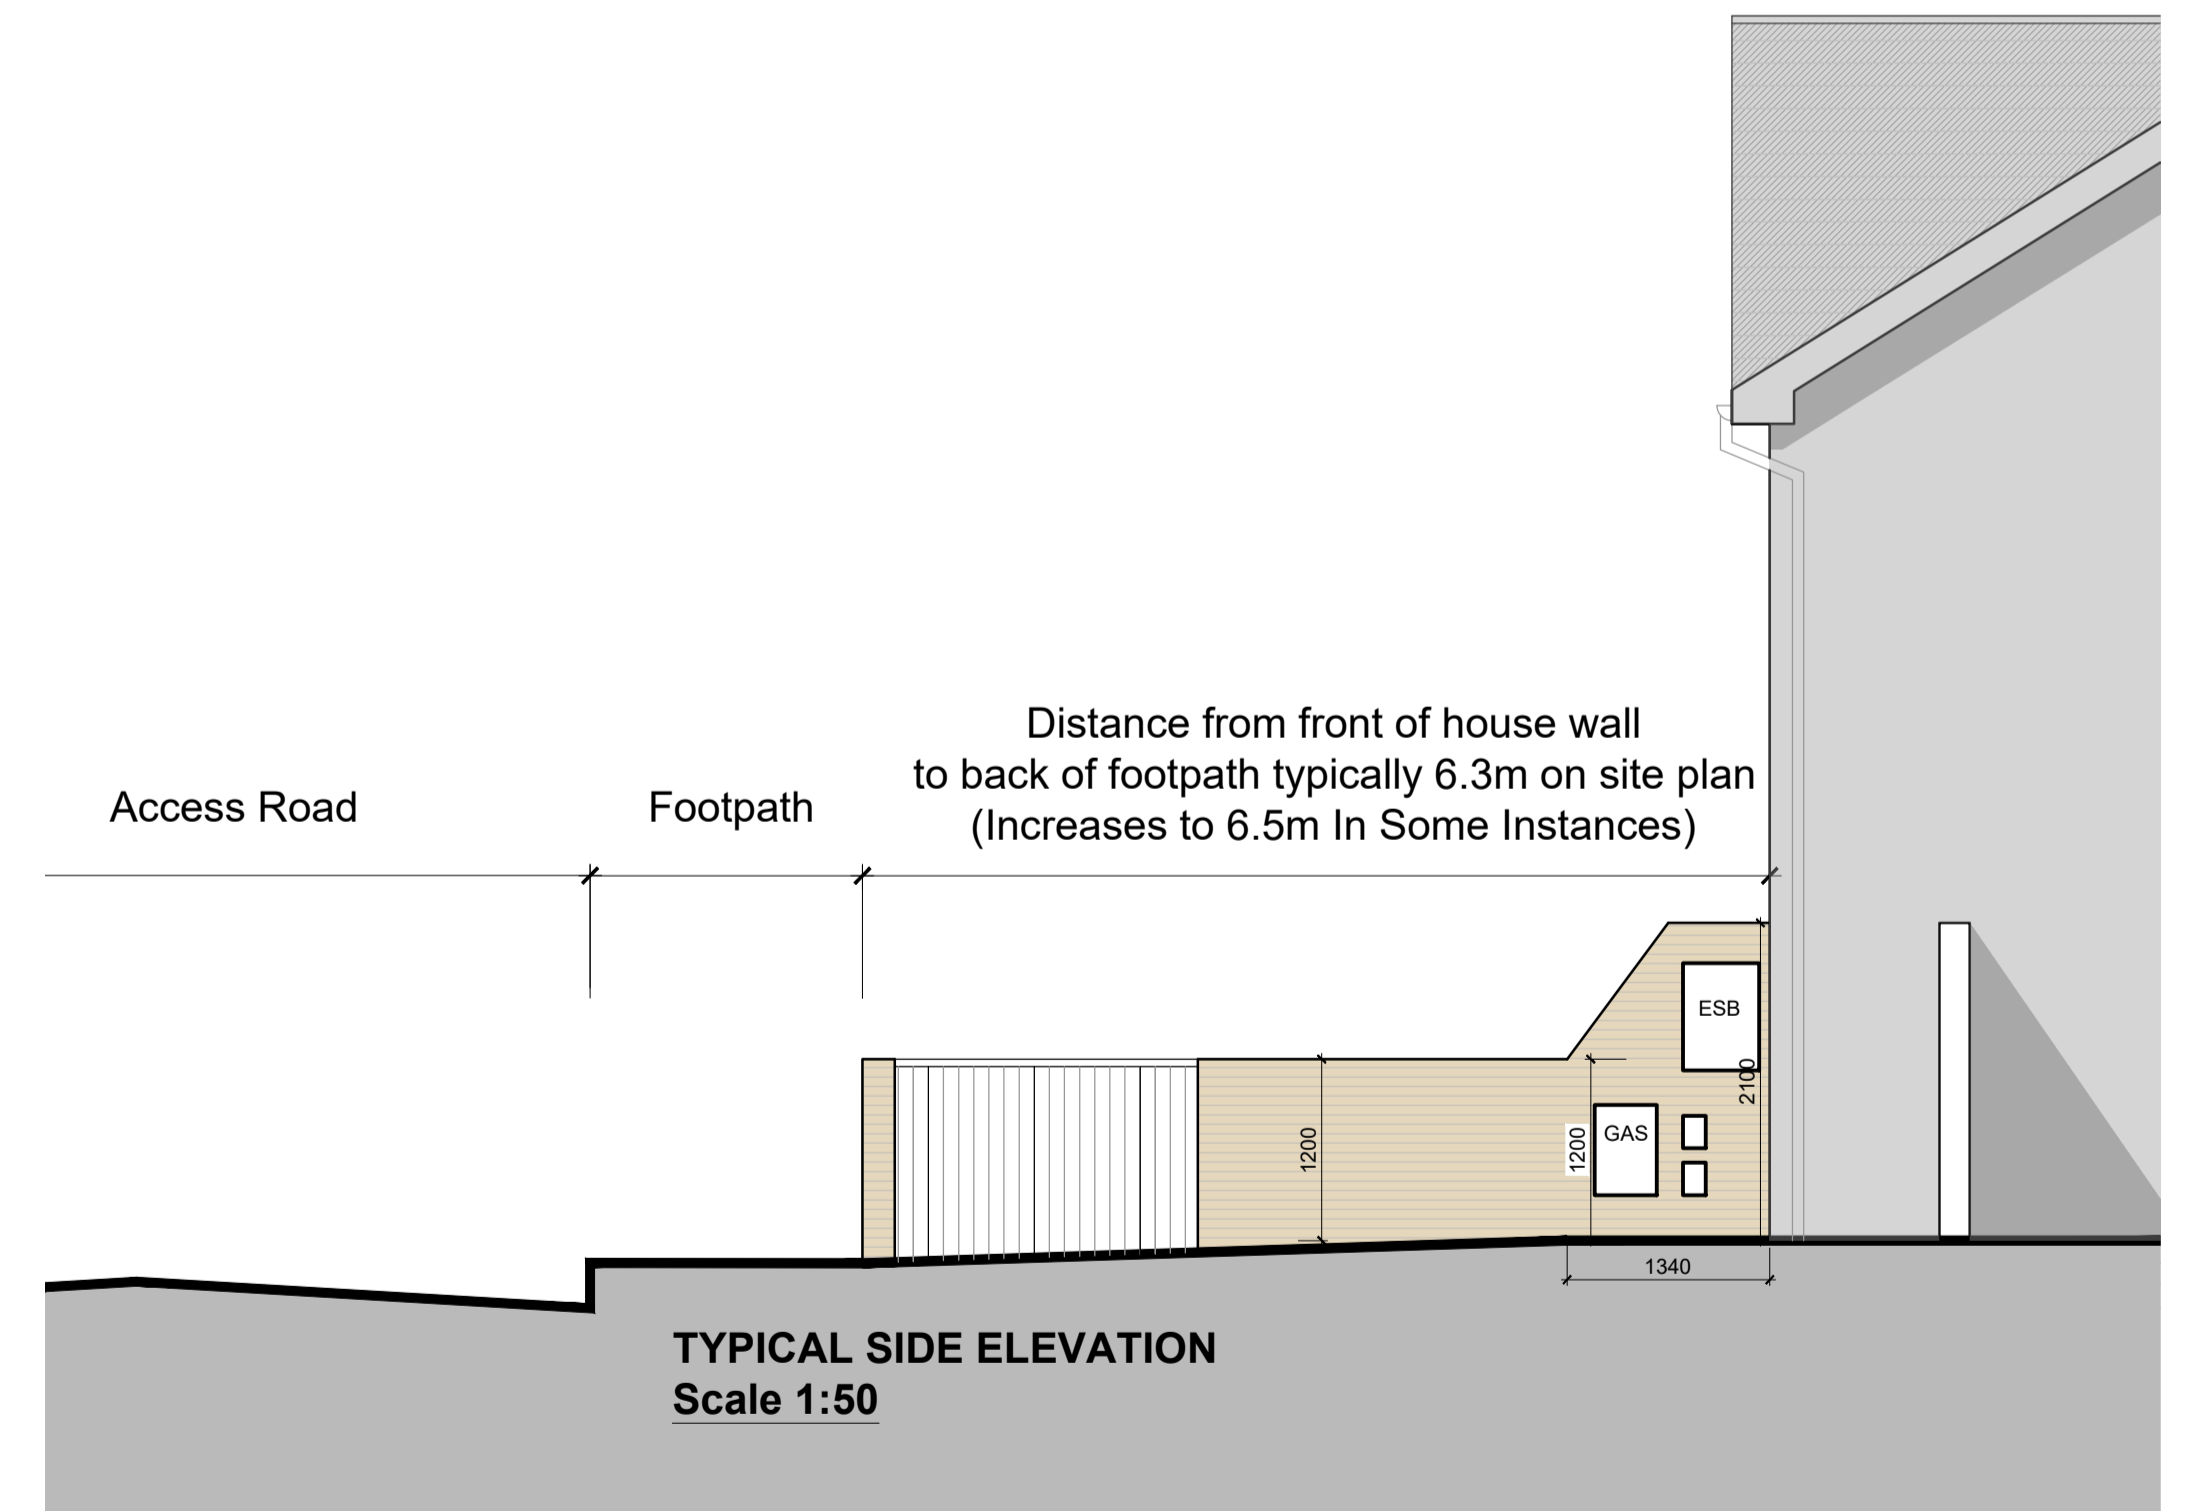 Distance from front of house wall
to back of footpath typically 6.3m on site plan
(Increases to 6.5m In Some Instances)
Access Road
Footpath
ESB
2100
GAS
1200
1200
1340
TYPICAL SIDE ELEVATION
Scale 1:50